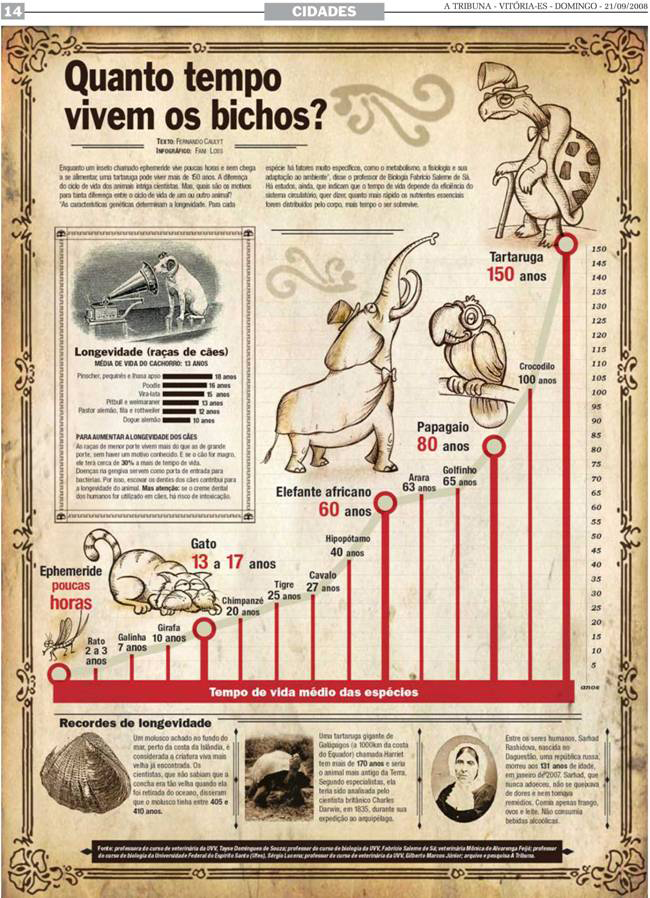 14
CIDADES
A TRIBUNA - VITÓRIA-ES - DOMINGO - 21/09/2008
Quanto tempo
vivem os bichos?
TEXTO: FERNANDO CAULYT
INFOGRÁFICO: FAW LOSS
Enquanto um inseto chamado ephemeride vive poucas horas e nem chega
a se alimentar, uma tartaruga pode viver mais de 150 anos. A diferença
do ciclo de vida dos animais intriga cientistas. Mas, quais são os motivos
para tanta diferença entre o ciclo de vida de um ou outro animal?
"As características genéticas determinam a longevidade. Para cada
espécie há fatores muito específicos, como o metabolismo, a fisiologia e sua
adaptação ao ambiente", disse o professor de Biologia Fabrício Saleme de Sá.
Há estudos, ainda, que indicam que o tempo de vida depende da eficiência do
sistema circulatório, quer dizer, quanto mais rápido os nutrientes essenciais
forem distribuídos pelo corpo, mais tempo o ser sobrevive.
Longevidade (raças de cães)
MÉDIA DE VIDA DO CACHORRO: 13 ANOS
Pinscher, pequinês e lhasa apso 18 anos
Poodle 16 anos
Vira-lata 15 anos
Pitbull e weimaraner 13 anos
Pastor alemão, fila e rottweiler 12 anos
Dogue alemão 10 anos
PARA AUMENTAR A LONGEVIDADE DOS CÃES
As raças de menor porte vivem mais do que as de grande
porte, sem haver um motivo conhecido. E se o cão for magro,
ele terá cerca de 30% a mais de tempo de vida.
Doenças na gengiva servem como porta de entrada para
bactérias. Por isso, escovar os dentes dos cães contribui para
a longevidade do animal. Mas atenção: se o creme dental
dos humanos for utilizado em cães, há risco de intoxicação.
Ephemeride
poucas
horas
Rato
2 a 3
anos
Galinha
7 anos
Girafa
10 anos
Gato
13 a 17 anos
Chimpanzé
20 anos
Tigre
25 anos
Cavalo
27 anos
Hipopótamo
40 anos
Elefante africano
60 anos
Arara
63 anos
Golfinho
65 anos
Papagaio
80 anos
Crocodilo
100 anos
Tartaruga
150 anos
150
145
140
135
130
125
120
115
110
105
100
95
90
85
80
75
70
65
60
55
50
45
40
35
30
25
20
15
10
5
anos
Tempo de vida médio das espécies
Recordes de longevidade
Um molusco achado no fundo do
mar, perto da costa da Islândia, é
considerada a criatura viva mais
velha já encontrada. Os
cientistas, que não sabiam que a
concha era tão velha quando ela
foi retirada do oceano, disseram
que o molusco tinha entre 405 e
410 anos.
Uma tartaruga gigante de
Galápagos (a 1000km da costa
do Equador) chamada Harriet
tem mais de 170 anos e seria
o animal mais antigo da Terra.
Segundo especialistas, ela
teria sido analisada pelo
cientista britânico Charles
Darwin, em 1835, durante sua
expedição ao arquipélago.
Entre os seres humanos, Sarhad
Rashidova, nascida no
Daguestão, uma república russa,
morreu aos 131 anos de idade,
em janeiro de 2007. Sarhad, que
nunca adoeceu, não se queixava
de dores e nem tomava
remédios. Comia apenas frango,
ovos e leite. Não consumia
bebidas alcoólicas.
Fonte: professora do curso de veterinária da UVV, Tayse Domingues de Souza; professor do curso de biologia da UVV, Fabrício Saleme de Sá; veterinária Mônica de Alvarenga Feijó; professor
do curso de biologia da Universidade Federal do Espírito Santo (Ufes), Sérgio Lucena; professor do curso de veterinária da UVV, Gilberto Marcos Júnior; arquivo e pesquisa A Tribuna.